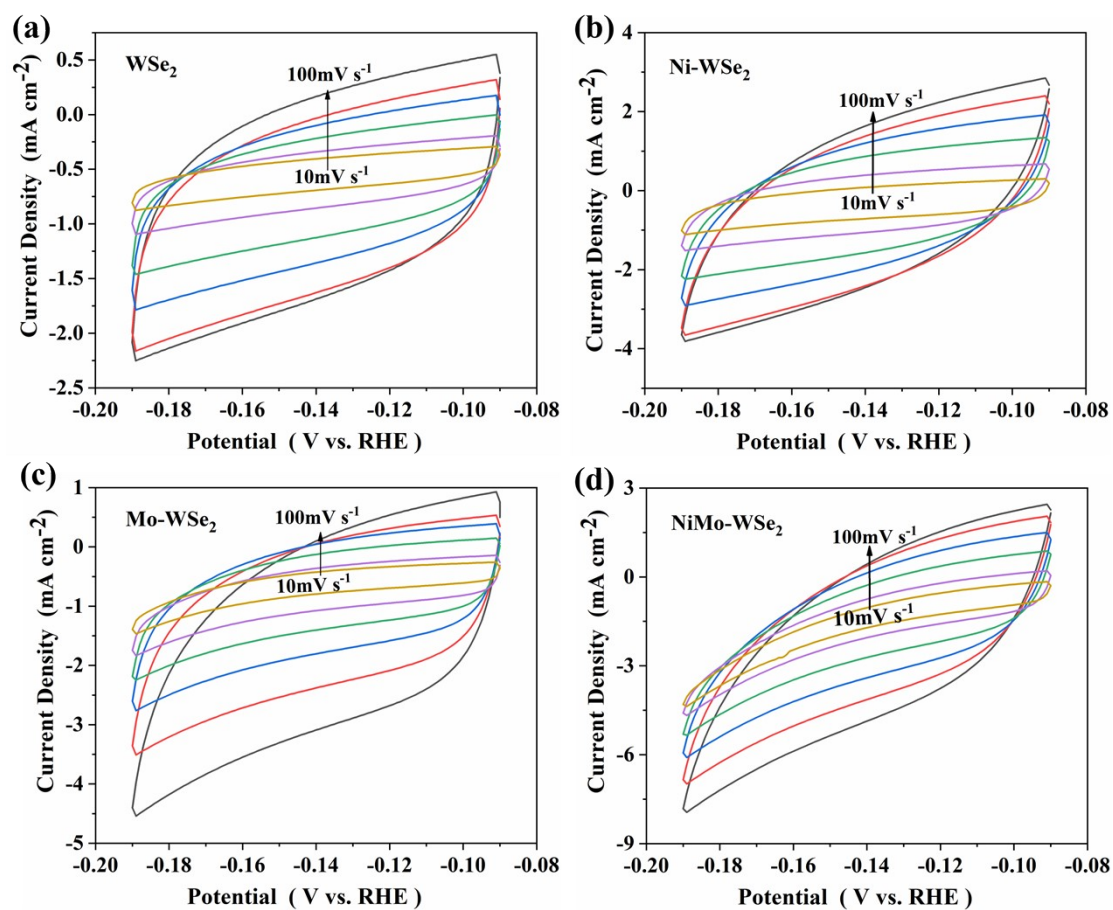 (a)
WSe₂
100mV s⁻¹
10mV s⁻¹
0.5
0.0
-0.5
-1.0
-1.5
-2.0
-2.5
Current Density (mA cm⁻²)
-0.20 -0.18 -0.16 -0.14 -0.12 -0.10 -0.08
Potential ( V vs. RHE )
(b)
Ni-WSe₂
100mV s⁻¹
10mV s⁻¹
4
2
0
-2
-4
Current Density (mA cm⁻²)
-0.20 -0.18 -0.16 -0.14 -0.12 -0.10 -0.08
Potential ( V vs. RHE )
(c)
Mo-WSe₂
100mV s⁻¹
10mV s⁻¹
1
0
-1
-2
-3
-4
-5
Current Density (mA cm⁻²)
-0.20 -0.18 -0.16 -0.14 -0.12 -0.10 -0.08
Potential ( V vs. RHE )
(d)
NiMo-WSe₂
100mV s⁻¹
10mV s⁻¹
3
0
-3
-6
-9
Current Density (mA cm⁻²)
-0.20 -0.18 -0.16 -0.14 -0.12 -0.10 -0.08
Potential ( V vs. RHE )